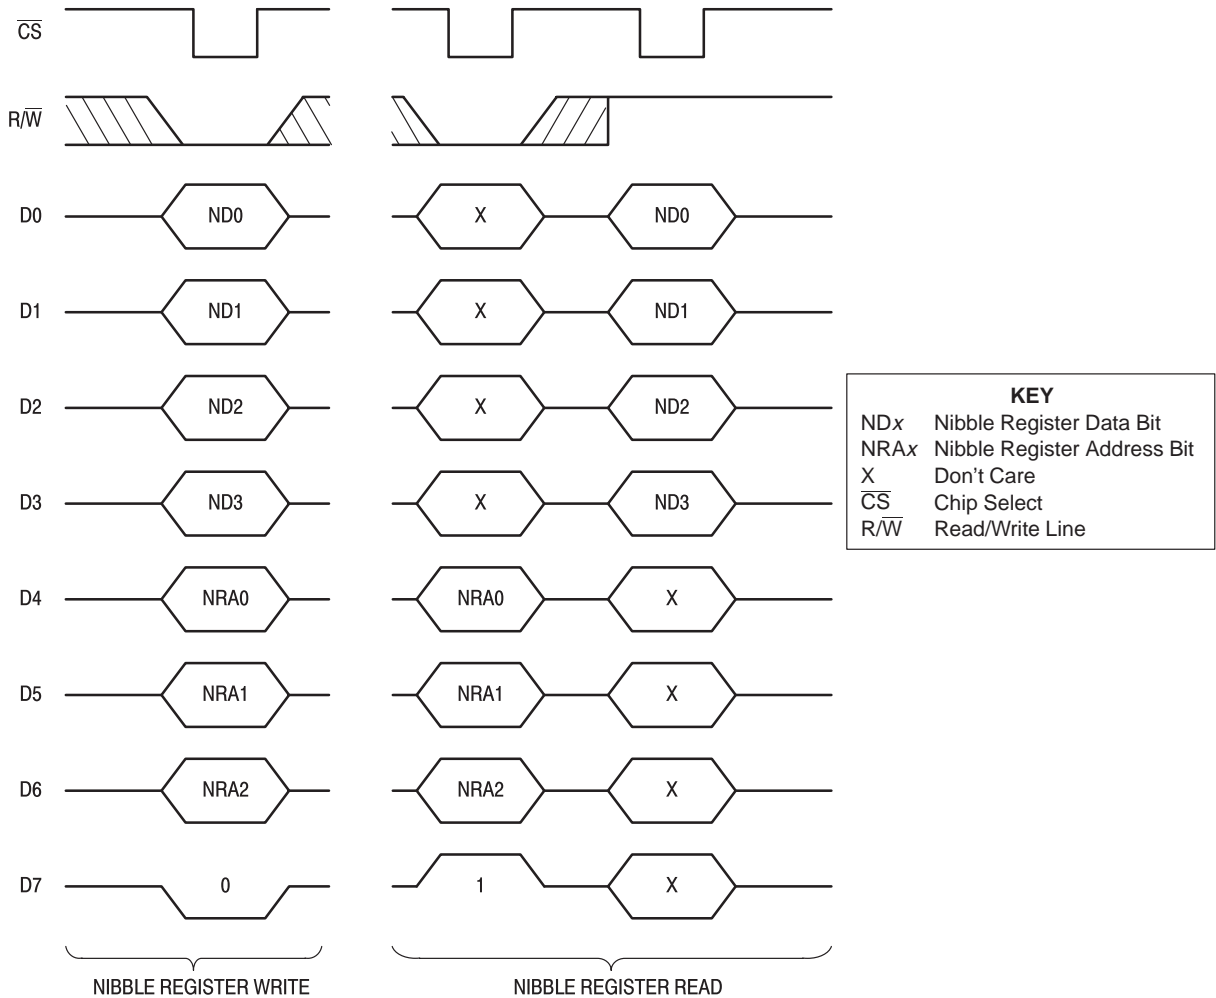 C̅S̅
R/W̅
D0 ND0 X ND0
D1 ND1 X ND1
D2 ND2 X ND2
D3 ND3 X ND3
D4 NRA0 NRA0 X
D5 NRA1 NRA1 X
D6 NRA2 NRA2 X
D7 0 1 X
NIBBLE REGISTER WRITE NIBBLE REGISTER READ
KEY
NDx Nibble Register Data Bit
NRAx Nibble Register Address Bit
X Don't Care
C̅S̅ Chip Select
R/W̅ Read/Write Line